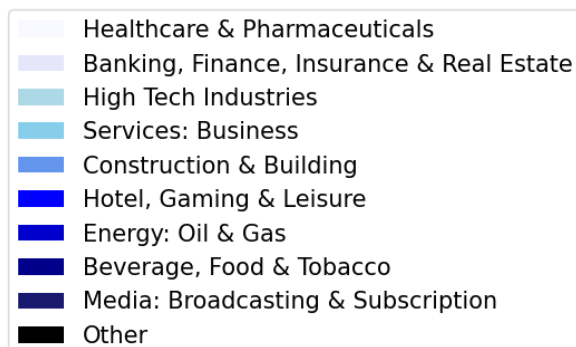 Healthcare & Pharmaceuticals
Banking, Finance, Insurance & Real Estate
High Tech Industries
Services: Business
Construction & Building
Hotel, Gaming & Leisure
Energy: Oil & Gas
Beverage, Food & Tobacco
Media: Broadcasting & Subscription
Other